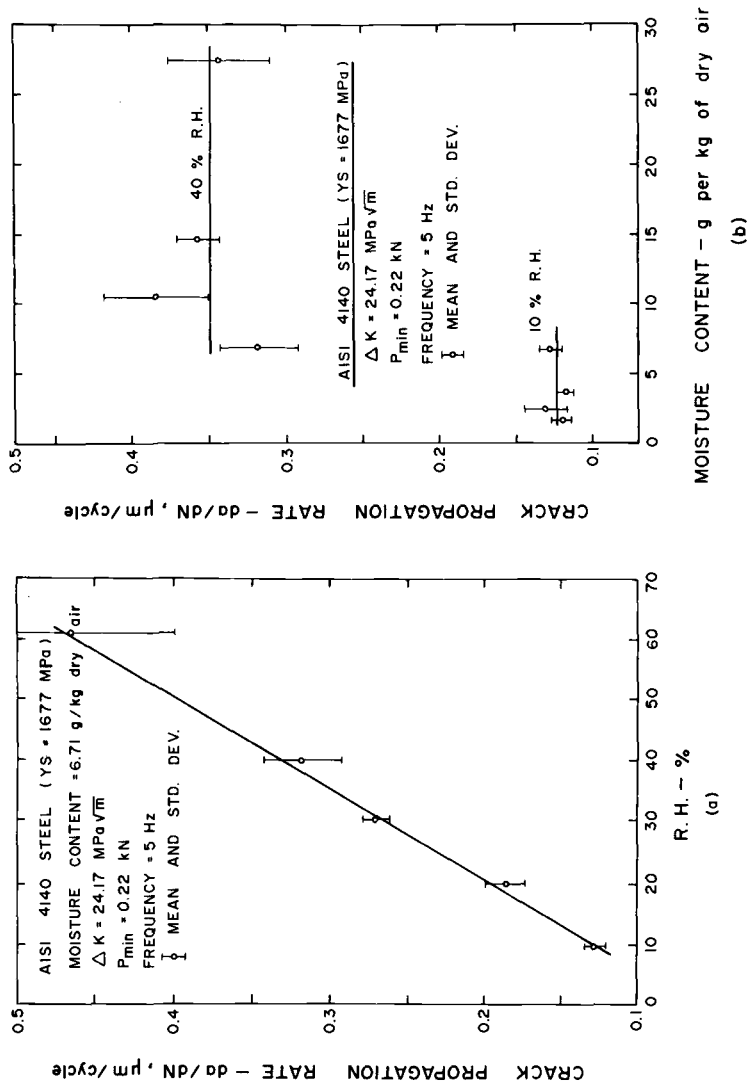 0.5
0.4
0.3
0.2
0.1
CRACK PROPAGATION RATE - da/dN, μm/cycle
AISI 4140 STEEL (YS = 1677 MPa)
MOISTURE CONTENT = 6.71 g/kg dry air
Δ K = 24.17 MPa√m
Pmin = 0.22 kN
FREQUENCY = 5 Hz
MEAN AND STD. DEV.
0 10 20 30 40 50 60 70
R. H. - %
(a)
0.5
0.4
0.3
0.2
0.1
CRACK PROPAGATION RATE - da/dN, μm/cycle
40 % R.H.
AISI 4140 STEEL (YS = 1677 MPa)
Δ K = 24.17 MPa√m
Pmin = 0.22 kN
FREQUENCY = 5 Hz
MEAN AND STD. DEV.
10 % R.H.
0 5 10 15 20 25 30
MOISTURE CONTENT - g per kg of dry air
(b)